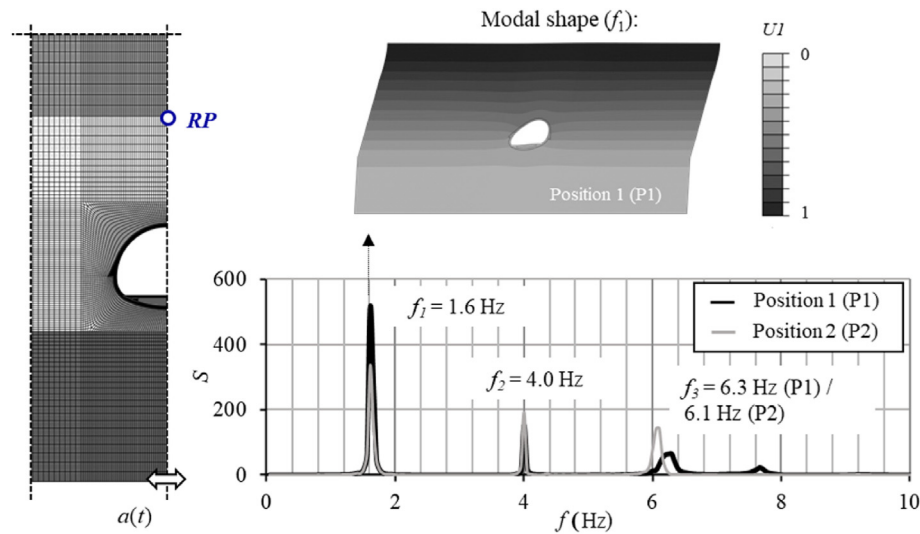 Modal shape (f1):
U1
0
1
RP
Position 1 (P1)
a(t)
600
400
200
0
S
f1 = 1.6 Hz
f2 = 4.0 Hz
f3 = 6.3 Hz (P1) /
6.1 Hz (P2)
Position 1 (P1)
Position 2 (P2)
0 2 4 6 8 10
f (Hz)